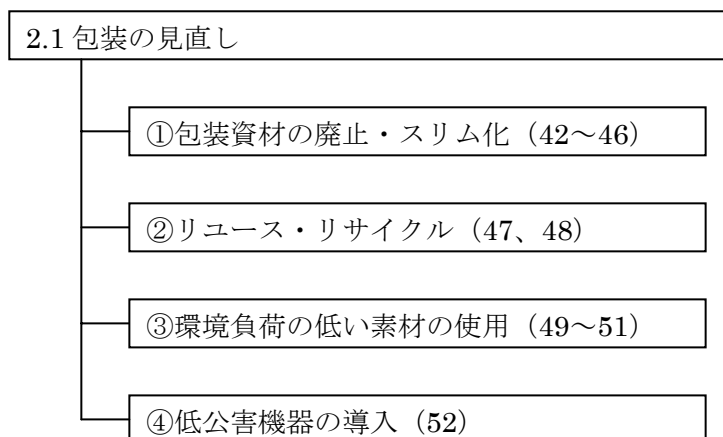 2.1 包装の見直し
①包装資材の廃止・スリム化（42～46）
②リユース・リサイクル（47、48）
③環境負荷の低い素材の使用（49～51）
④低公害機器の導入（52）